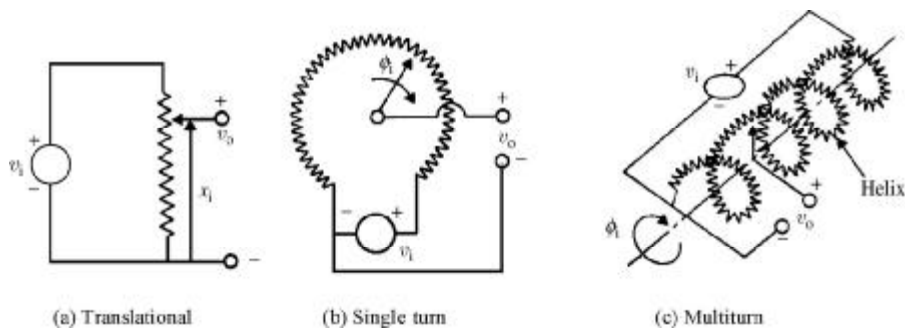 +
v_i
−
+
v_o
x_i
−
(a) Translational
ϕ_i
+
v_o
−
− +
v_i
(b) Single turn
v_i
+
−
Helix
+
v_o
−
ϕ_i
(c) Multiturn